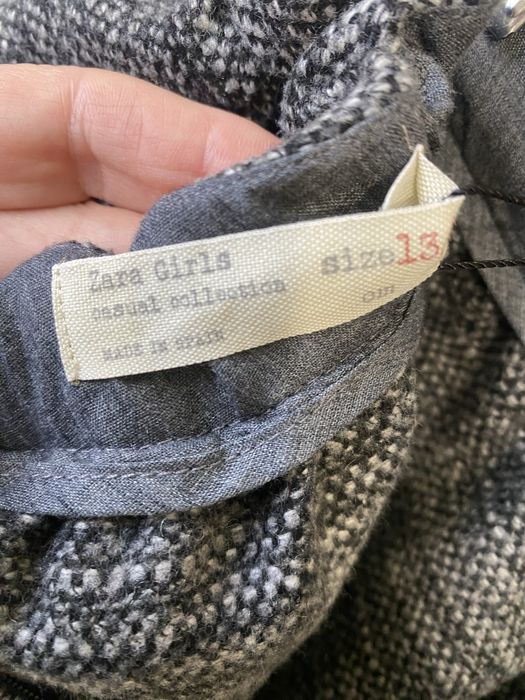 Zara Girls
casual collection
MADE IN SPAIN
size13